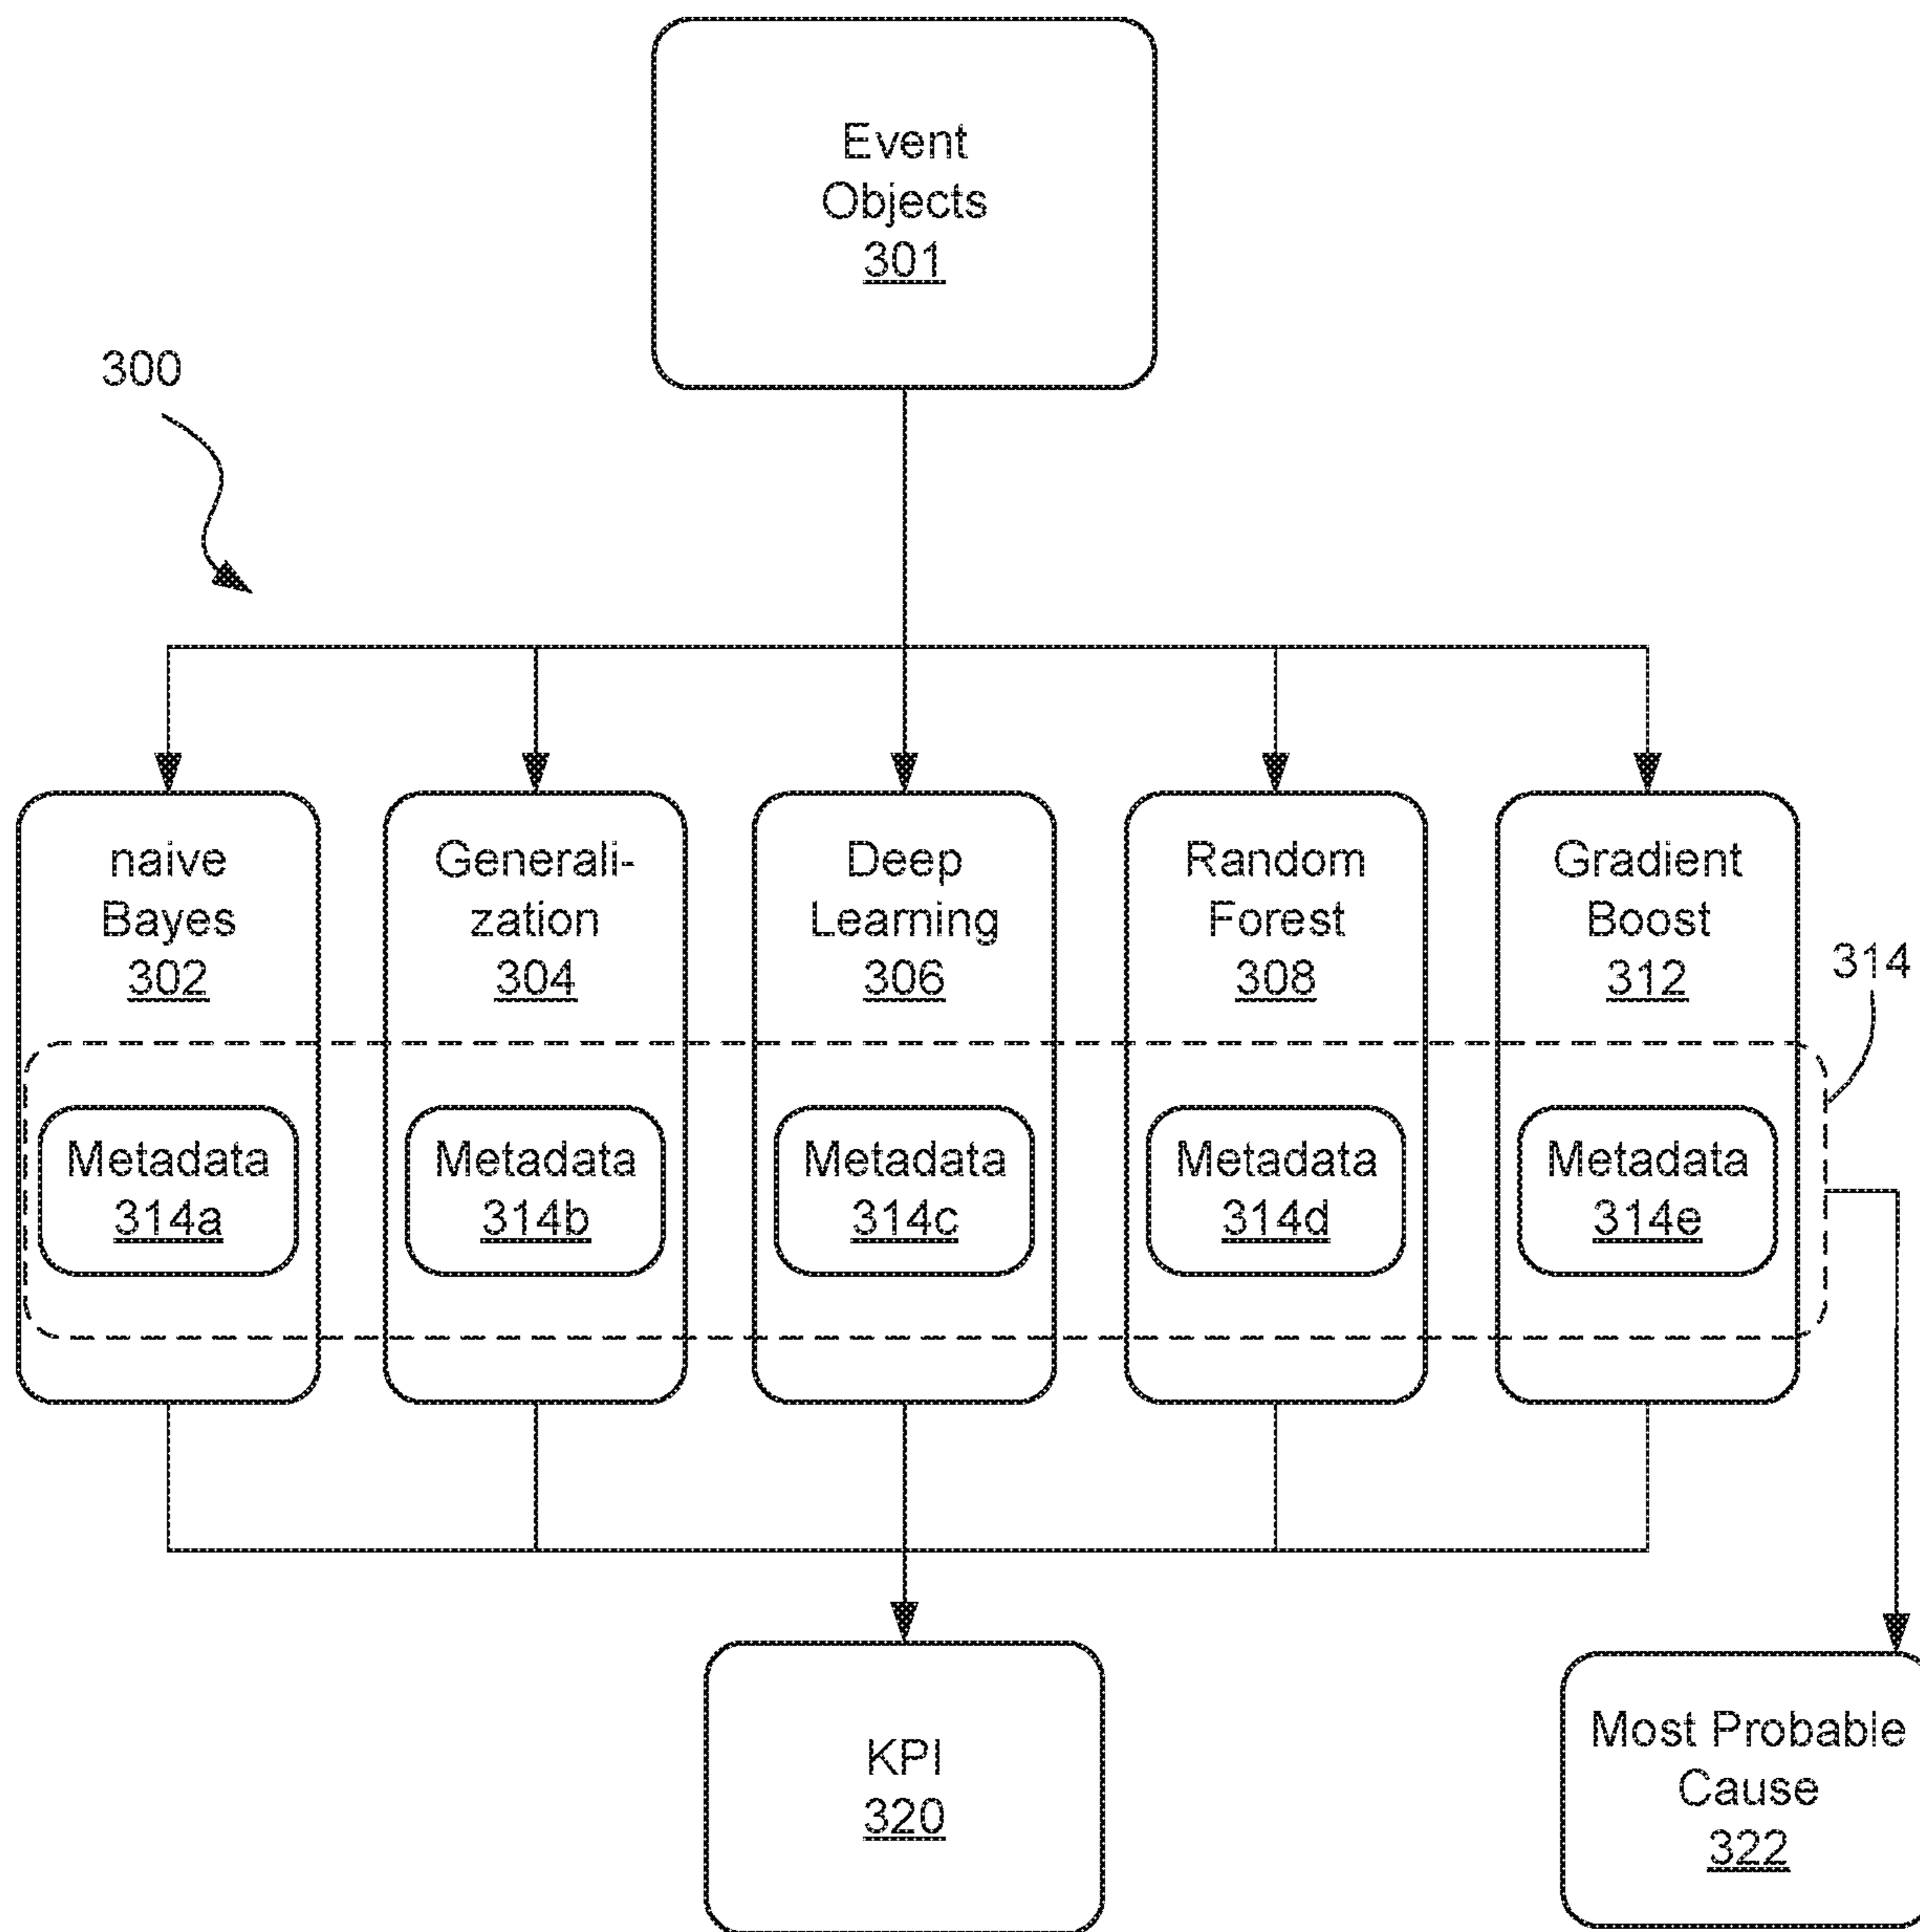 Event
Objects
301
300
naive
Bayes
302
Generali-
zation
304
Deep
Learning
306
Random
Forest
308
Gradient
Boost
312
314
Metadata
314a
Metadata
314b
Metadata
314c
Metadata
314d
Metadata
314e
KPI
320
Most Probable
Cause
322